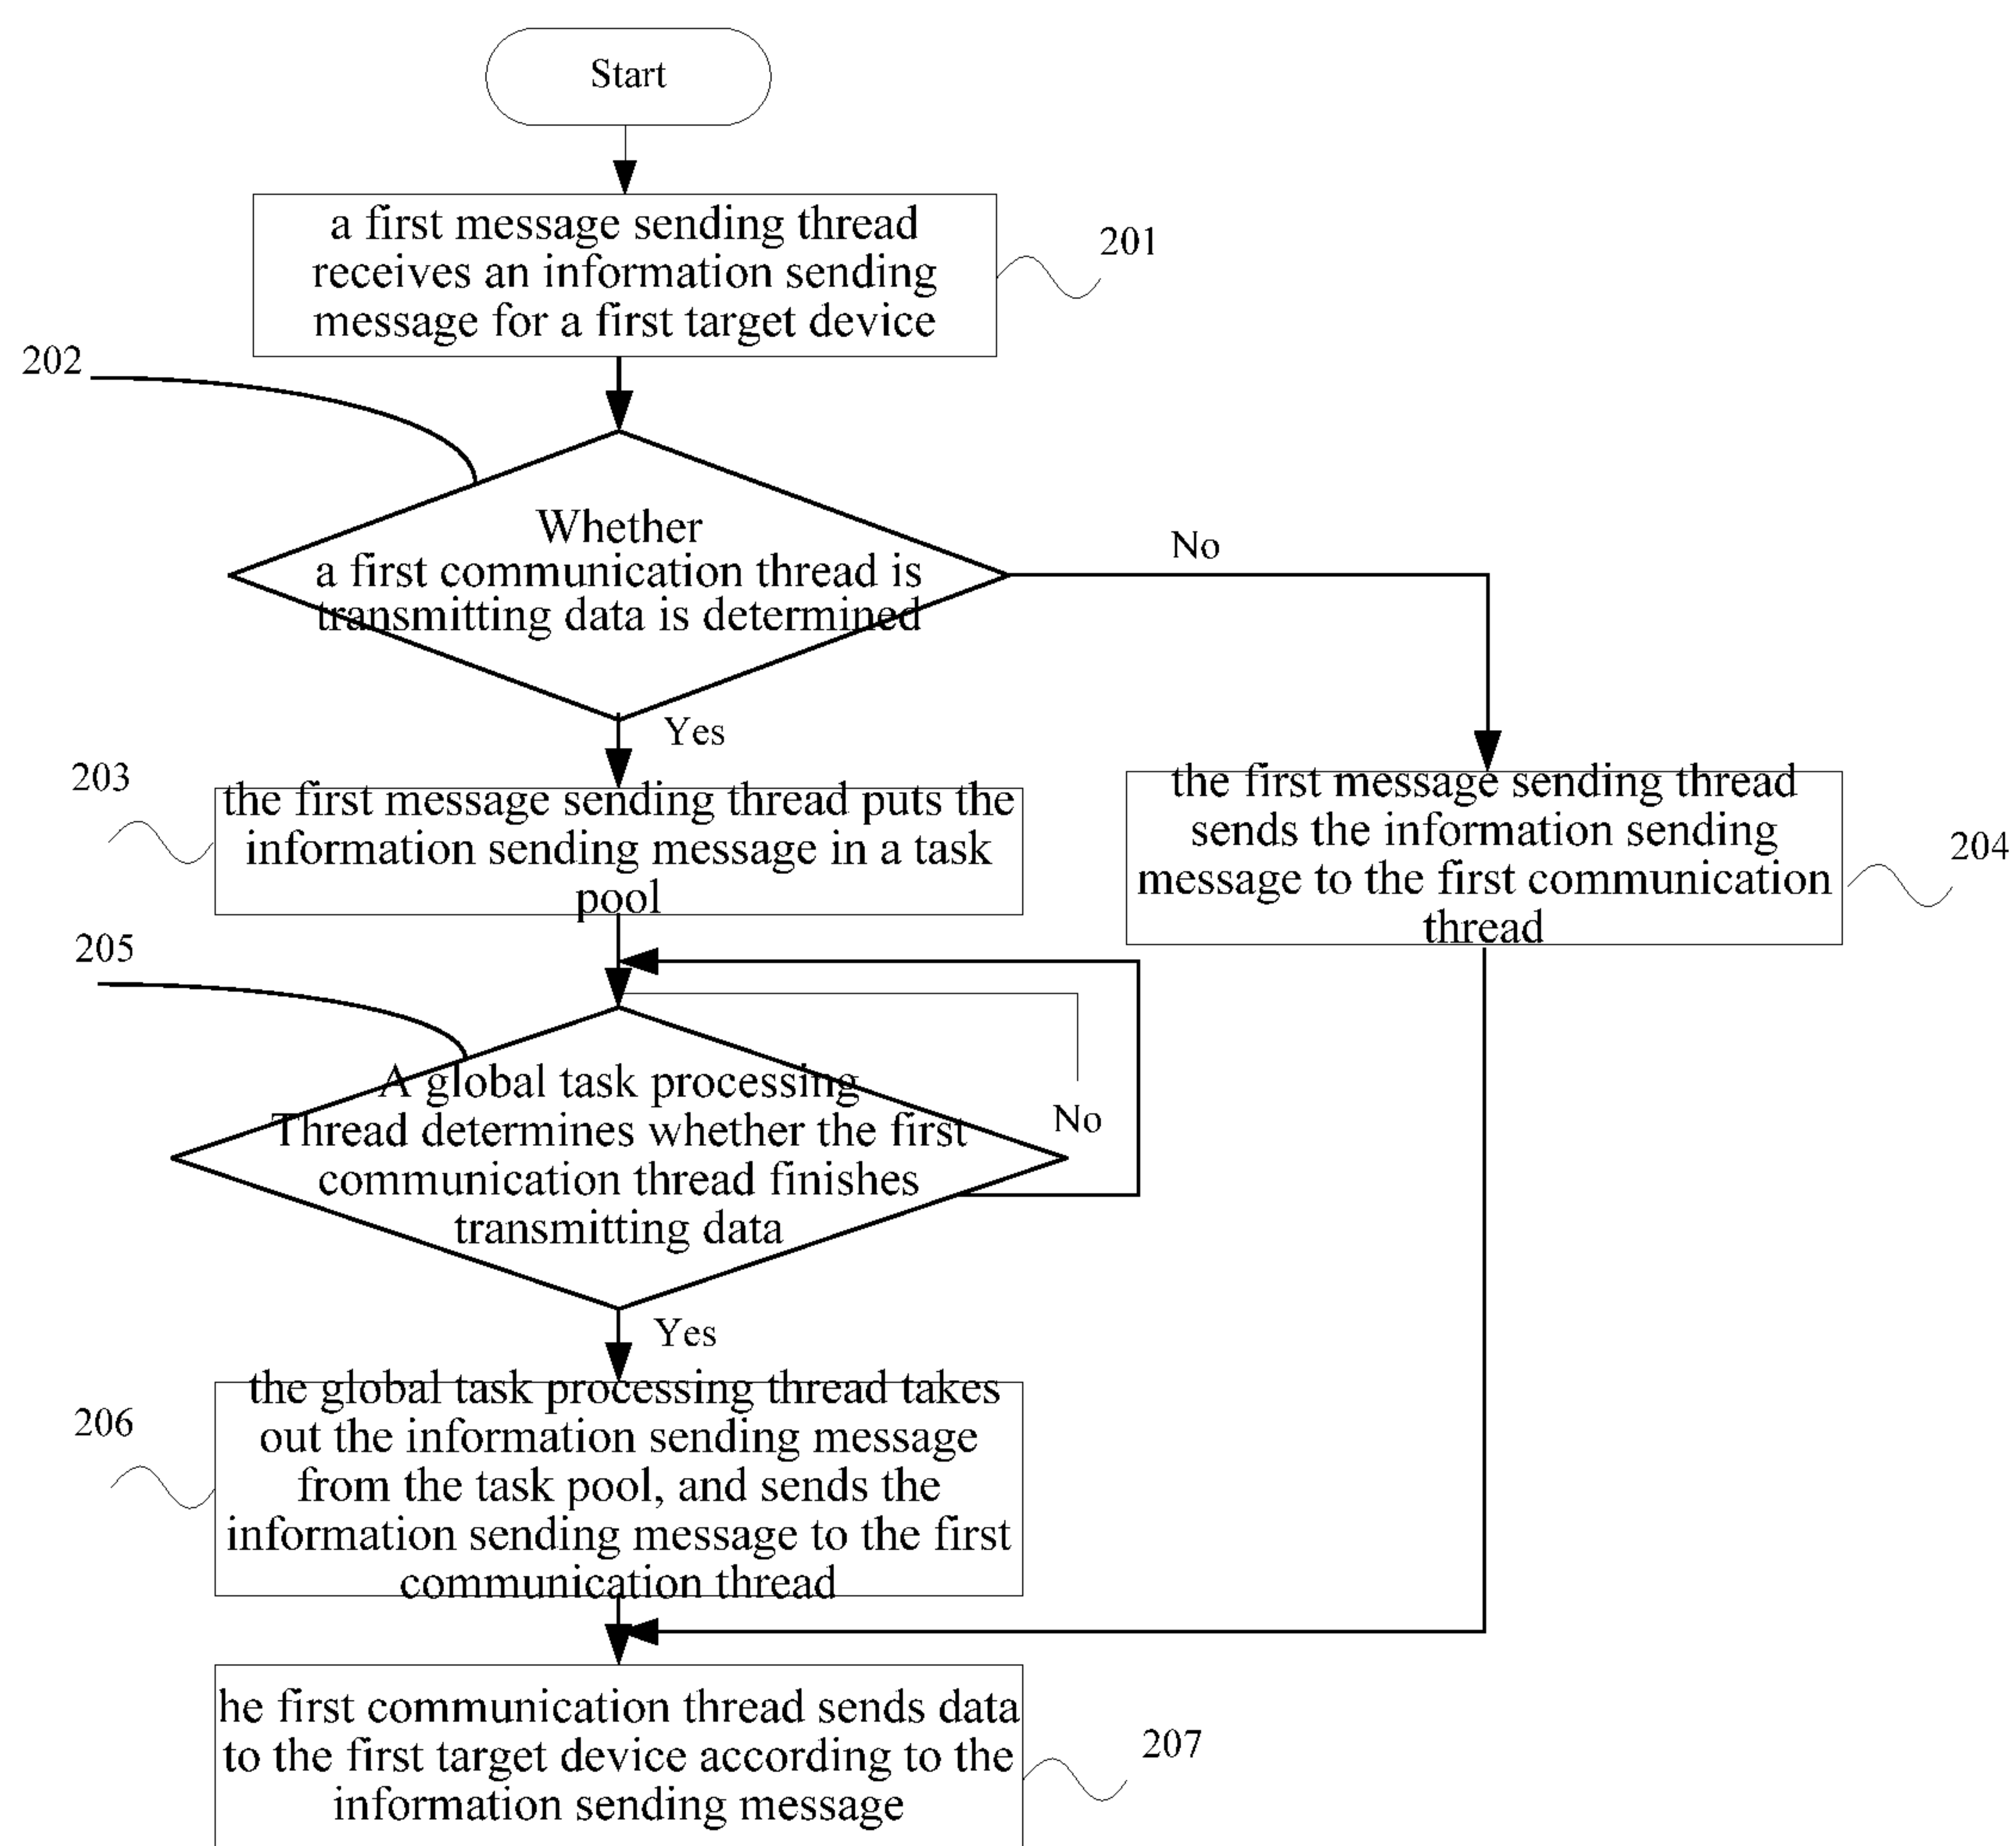 Start
a first message sending thread
receives an information sending
message for a first target device
201
202
Whether
a first communication thread is
transmitting data is determined
No
Yes
203
the first message sending thread puts the
information sending message in a task
pool
the first message sending thread
sends the information sending
message to the first communication
thread
204
205
A global task processing
Thread determines whether the first
communication thread finishes
transmitting data
No
Yes
206
the global task processing thread takes
out the information sending message
from the task pool, and sends the
information sending message to the first
communication thread
he first communication thread sends data
to the first target device according to the
information sending message
207